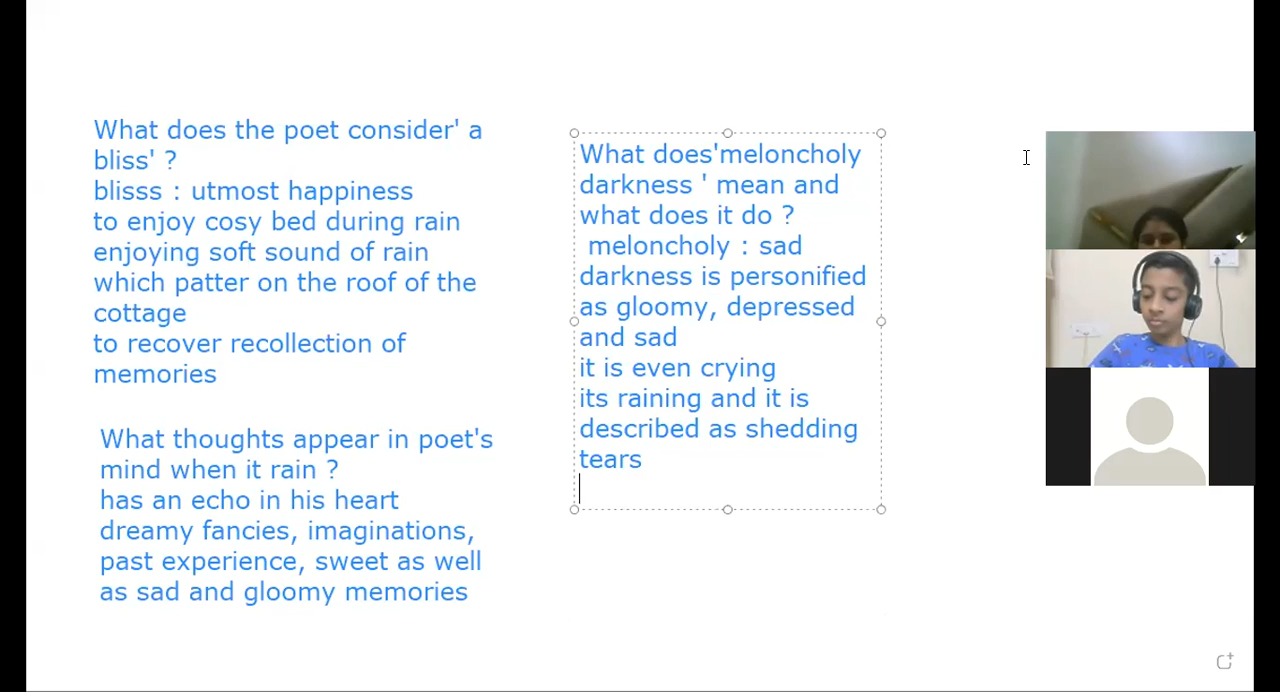 What does the poet consider' a
bliss' ?
blisss : utmost happiness
to enjoy cosy bed during rain
enjoying soft sound of rain
which patter on the roof of the
cottage
to recover recollection of
memories
What thoughts appear in poet's
mind when it rain ?
has an echo in his heart
dreamy fancies, imaginations,
past experience, sweet as well
as sad and gloomy memories
What does'meloncholy
darkness ' mean and
what does it do ?
meloncholy : sad
darkness is personified
as gloomy, depressed
and sad
it is even crying
its raining and it is
described as shedding
tears